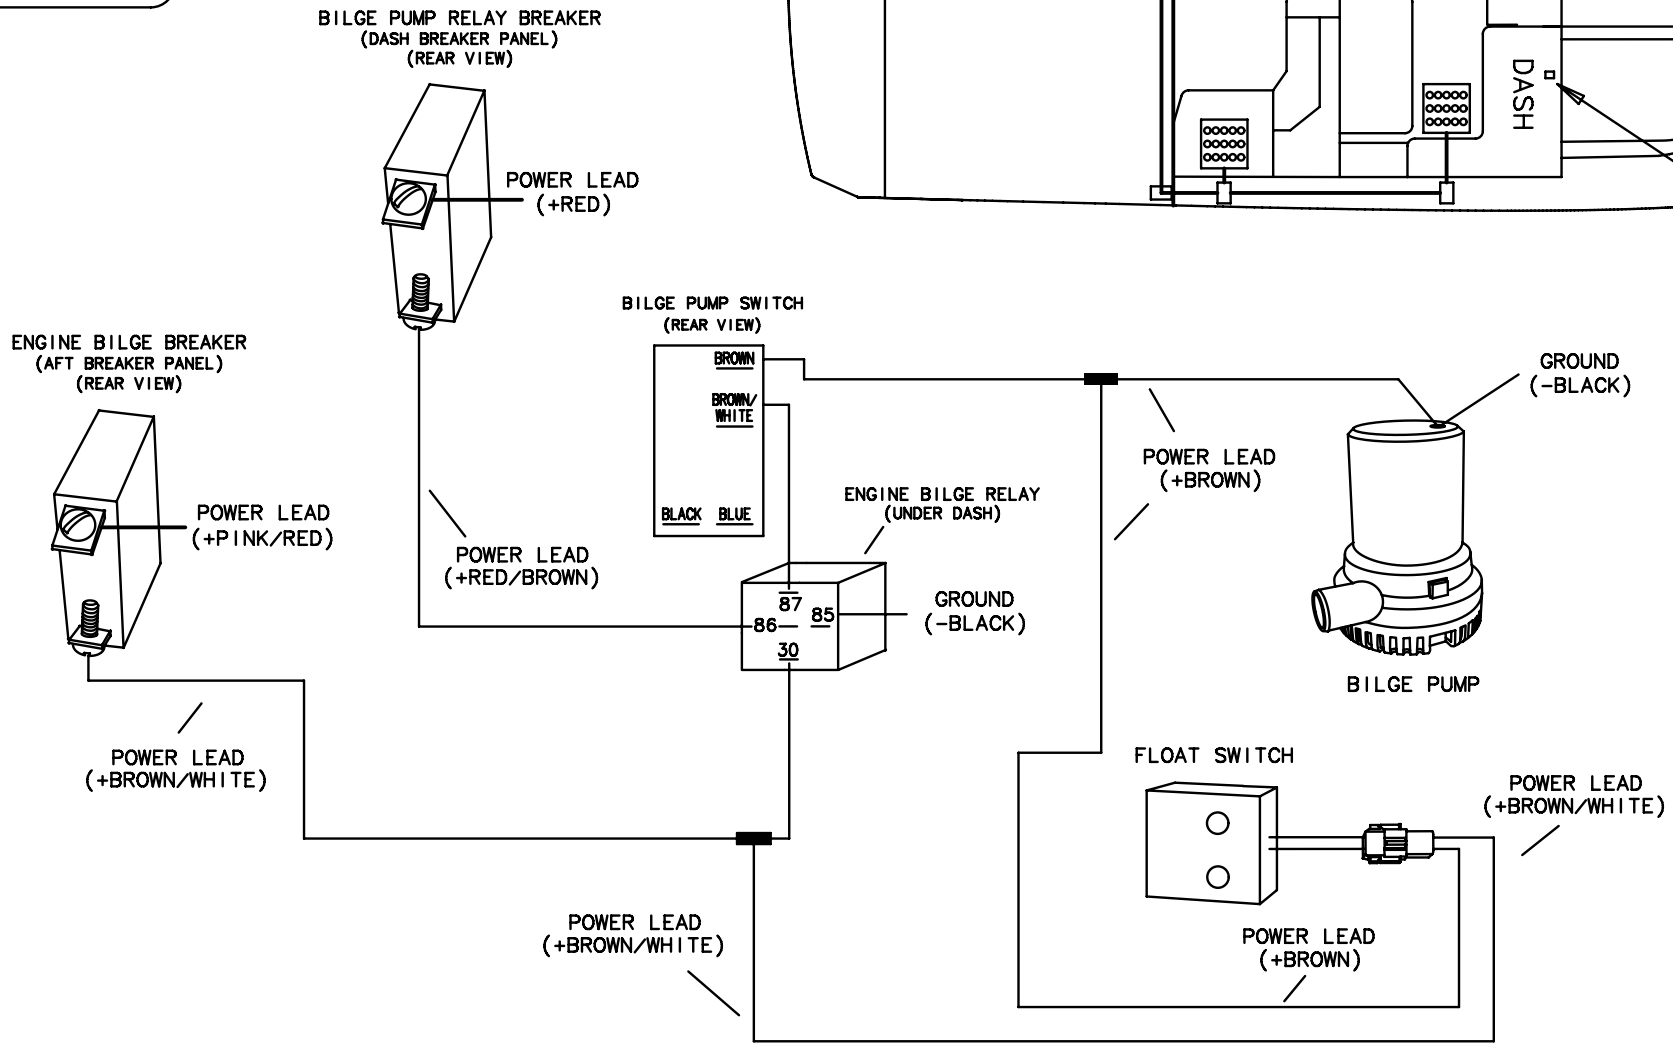 BILGE PUMP RELAY BREAKER
(DASH BREAKER PANEL)
(REAR VIEW)
DASH
POWER LEAD
(+RED)
BILGE PUMP SWITCH
(REAR VIEW)
BROWN
BROWN/
WHITE
BLACK BLUE
ENGINE BILGE BREAKER
(AFT BREAKER PANEL)
(REAR VIEW)
GROUND
(-BLACK)
POWER LEAD
(+BROWN)
POWER LEAD
(+PINK/RED)
ENGINE BILGE RELAY
(UNDER DASH)
POWER LEAD
(+RED/BROWN)
87
86
85
30
GROUND
(-BLACK)
BILGE PUMP
POWER LEAD
(+BROWN/WHITE)
FLOAT SWITCH
POWER LEAD
(+BROWN/WHITE)
POWER LEAD
(+BROWN/WHITE)
POWER LEAD
(+BROWN)